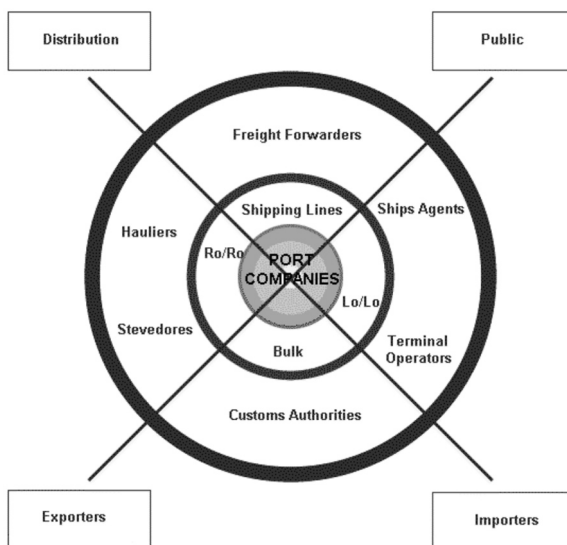 Distribution
Public
Freight Forwarders
Shipping Lines
Ships Agents
Hauliers
Ro/Ro
PORT
COMPANIES
Lo/Lo
Stevedores
Bulk
Terminal
Operators
Customs Authorities
Exporters
Importers